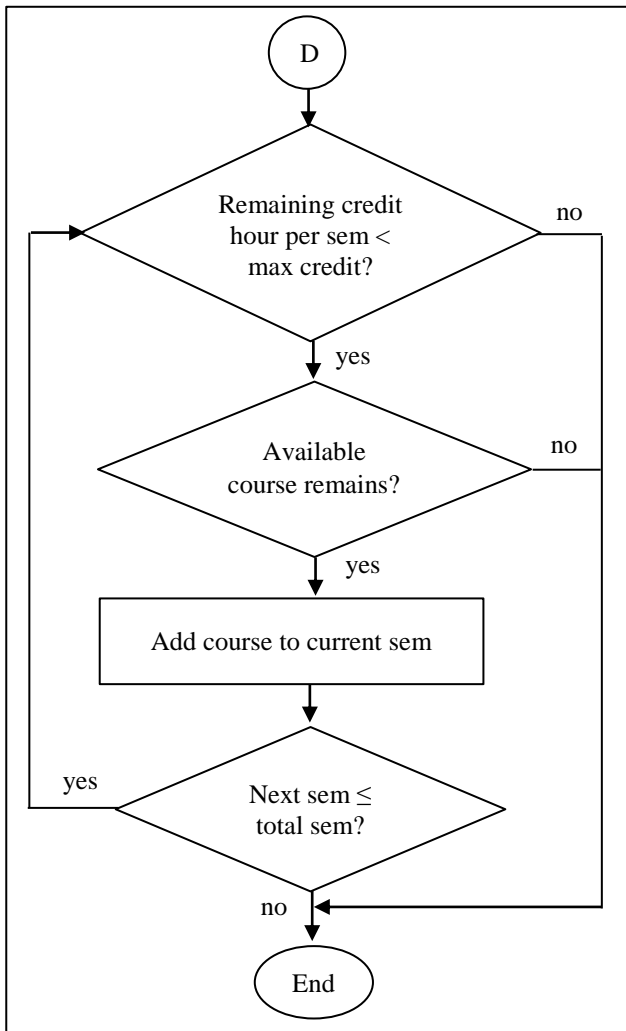 D
Remaining credit
hour per sem <
max credit?
no
yes
Available
course remains?
no
yes
Add course to current sem
yes
Next sem ≤
total sem?
no
End